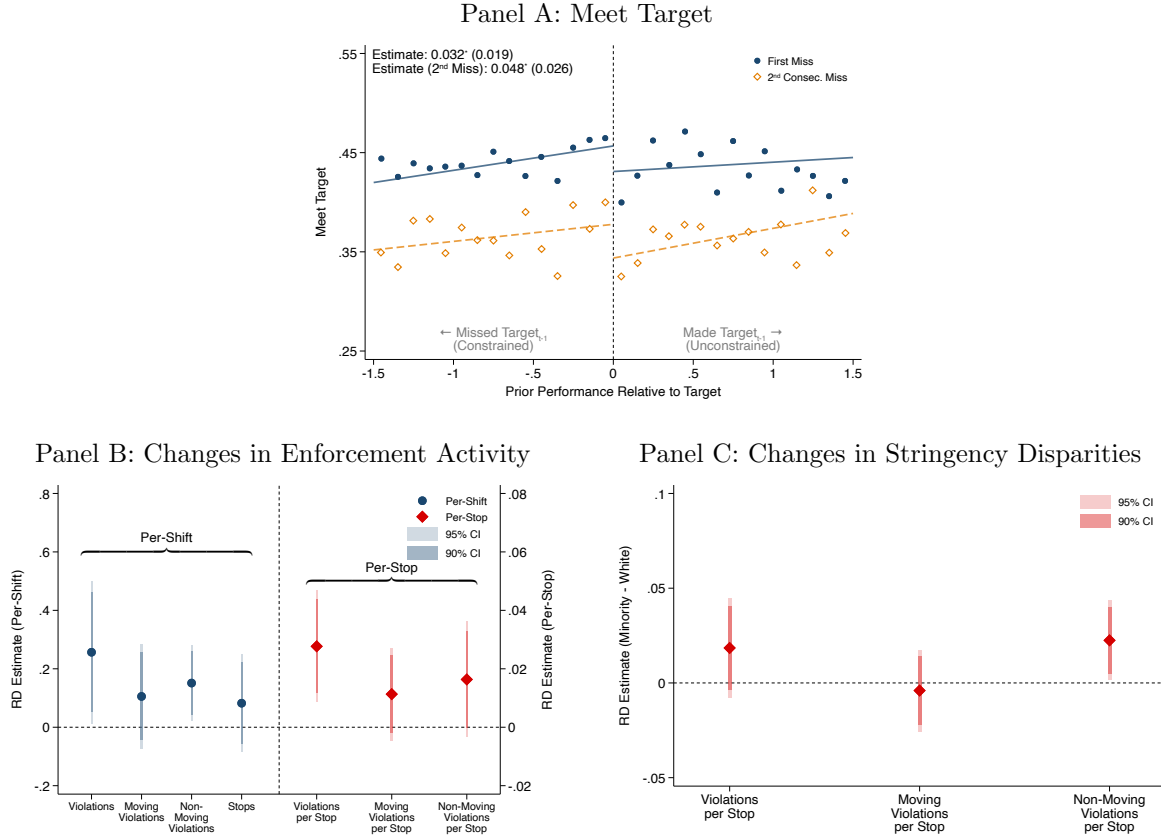 Panel A: Meet Target
Estimate: 0.032* (0.019)
Estimate (2nd Miss): 0.048* (0.026)
First Miss
2nd Consec. Miss
.55
.45
.35
.25
Meet Target
← Missed Target t-1
(Constrained)
Made Target t-1 →
(Unconstrained)
-1.5
-1
-.5
0
.5
1
1.5
Prior Performance Relative to Target
Panel B: Changes in Enforcement Activity
.8
.6
.4
.2
0
-.2
RD Estimate (Per-Shift)
Per-Shift
Per-Shift
Per-Stop
95% CI
90% CI
Per-Stop
.08
.06
.04
.02
0
-.02
RD Estimate (Per-Stop)
Violations
Moving
Violations
Non-
Moving
Violations
Stops
Violations
per Stop
Moving
Violations
per Stop
Non-Moving
Violations
per Stop
Panel C: Changes in Stringency Disparities
.1
.05
0
-.05
RD Estimate (Minority - White)
95% CI
90% CI
Violations
per Stop
Moving
Violations
per Stop
Non-Moving
Violations
per Stop